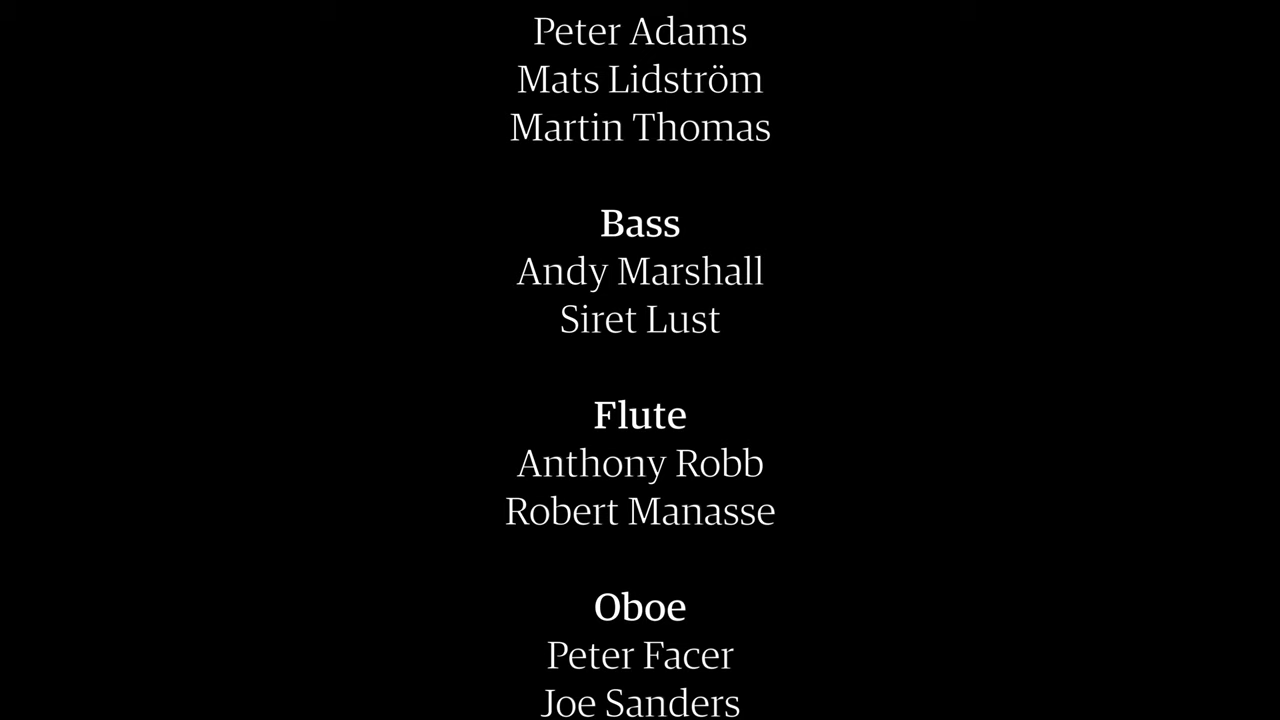 Peter Adams
Mats Lidström
Martin Thomas
Bass
Andy Marshall
Siret Lust
Flute
Anthony Robb
Robert Manasse
Oboe
Peter Facer
Joe Sanders